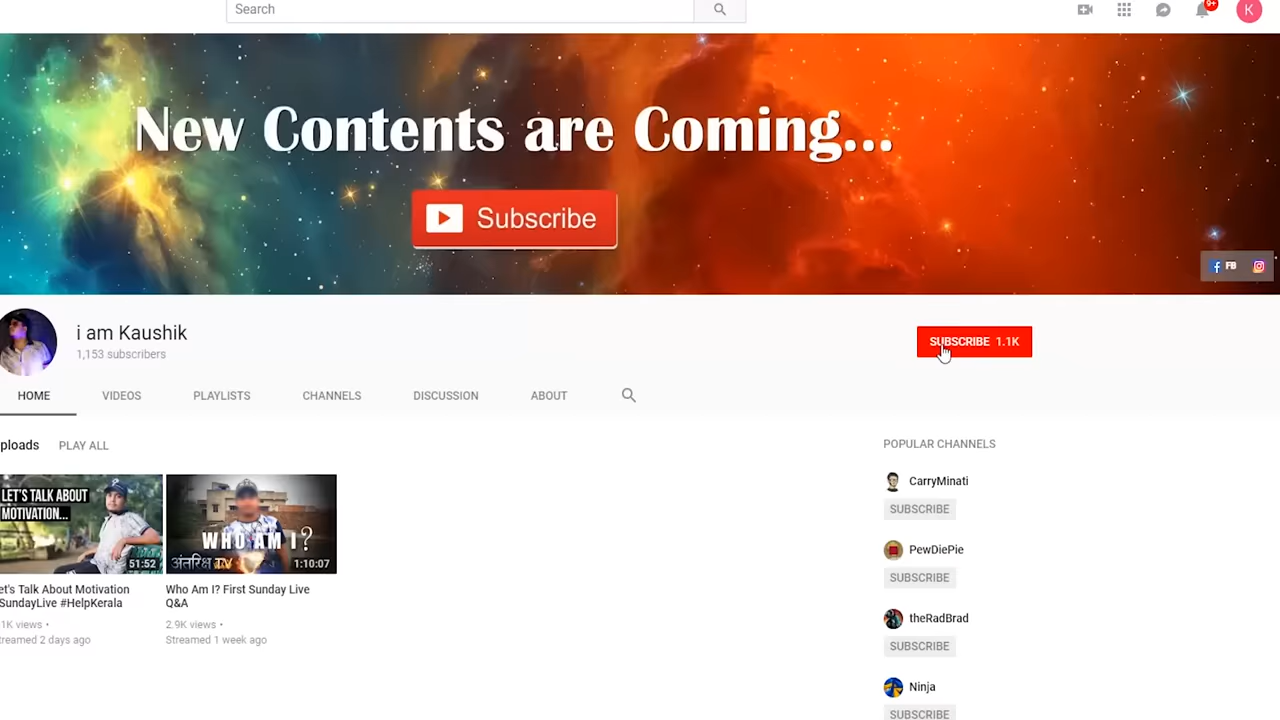 Search
9+
K
New Contents are Coming...
Subscribe
FB
i am Kaushik
1,153 subscribers
SUBSCRIBE 1.1K
HOME VIDEOS PLAYLISTS CHANNELS DISCUSSION ABOUT
ploads PLAY ALL
POPULAR CHANNELS
LET'S TALK ABOUT
MOTIVATION...
51:52
WHO AM I?
अंतरिक्ष TV
1:10:07
et's Talk About Motivation
SundayLive #HelpKerala
1K views •
treamed 2 days ago
Who Am I? First Sunday Live
Q&A
2.9K views •
Streamed 1 week ago
CarryMinati
SUBSCRIBE
PewDiePie
SUBSCRIBE
theRadBrad
SUBSCRIBE
Ninja
SUBSCRIBE